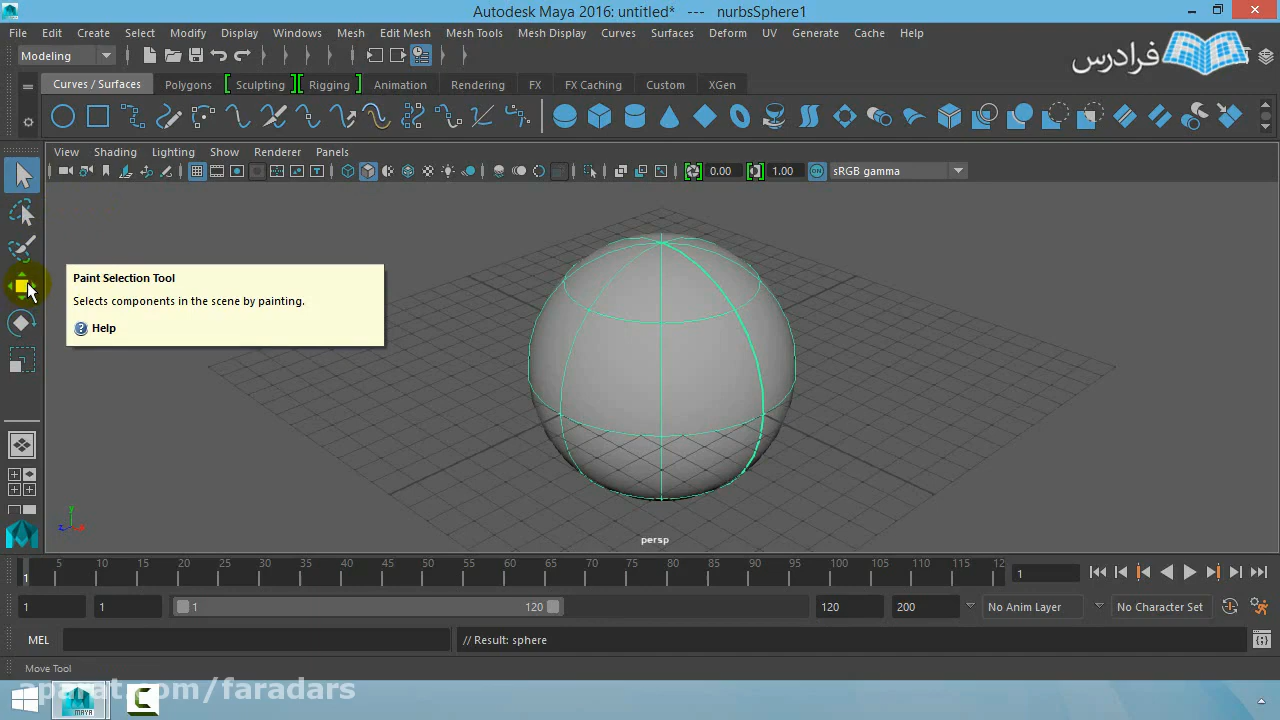 Autodesk Maya 2016: untitled*   ---   nurbsSphere1
File Edit Create Select Modify Display Windows Mesh Edit Mesh Mesh Tools Mesh Display Curves Surfaces Deform UV Generate Cache Help
Modeling
فرادرس
Curves / Surfaces Polygons Sculpting Rigging Animation Rendering FX FX Caching Custom XGen
View Shading Lighting Show Renderer Panels
0.00 1.00 ON sRGB gamma
Paint Selection Tool
Selects components in the scene by painting.
Help
y
z x
persp
1 5 10 15 20 25 30 35 40 45 50 55 60 65 70 75 80 85 90 95 100 105 110 115 12 1
1 1 1 120 120 200 No Anim Layer No Character Set
MEL // Result: sphere
Move Tool
aparat.com/faradars
MAYA